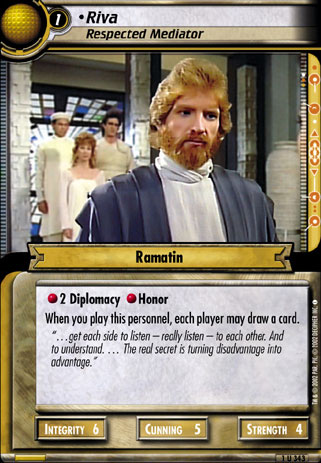 1
• Riva
Respected Mediator
Ramatin
2 Diplomacy Honor
When you play this personnel, each player may draw a card.
“…get each side to listen – really listen – to each other. And
to understand. … The real secret is turning disadvantage into
advantage.”
INTEGRITY 6 CUNNING 5 STRENGTH 4
1 U 343